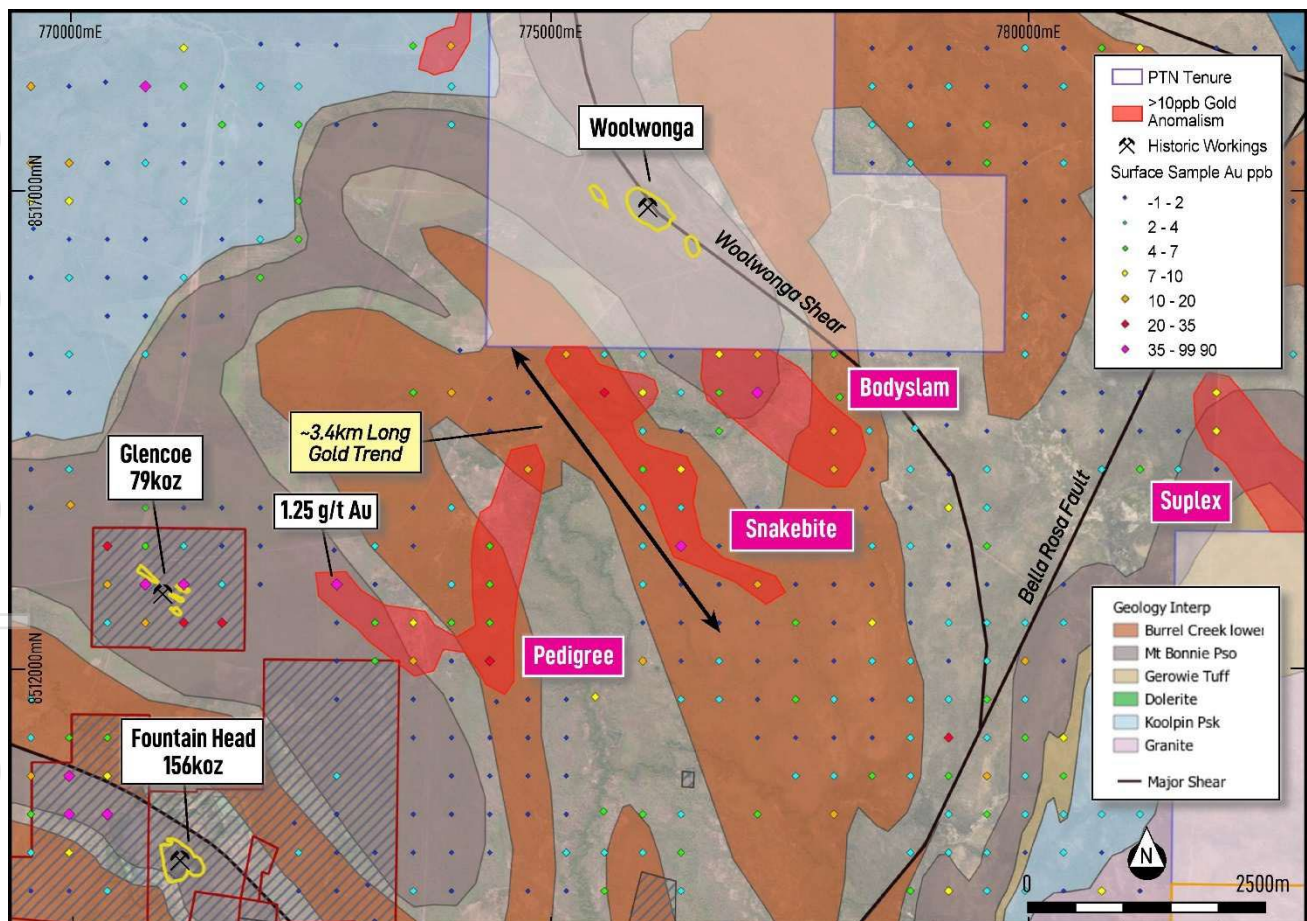 770000mE
775000mE
780000mE
8517000mN
8512000mN
Woolwonga
Woolwonga Shear
Bodyslam
~3.4km Long
Gold Trend
Glencoe
79koz
1.25 g/t Au
Snakebite
Suplex
Bella Rosa Fault
Pedigree
Fountain Head
156koz
PTN Tenure
>10ppb Gold
Anomalism
Historic Workings
Surface Sample Au ppb
-1 - 2
2 - 4
4 - 7
7 -10
10 - 20
20 - 35
35 - 99 90
Geology Interp
Burrel Creek lower
Mt Bonnie Pso
Gerowie Tuff
Dolerite
Koolpin Psk
Granite
Major Shear
N
0
2500m